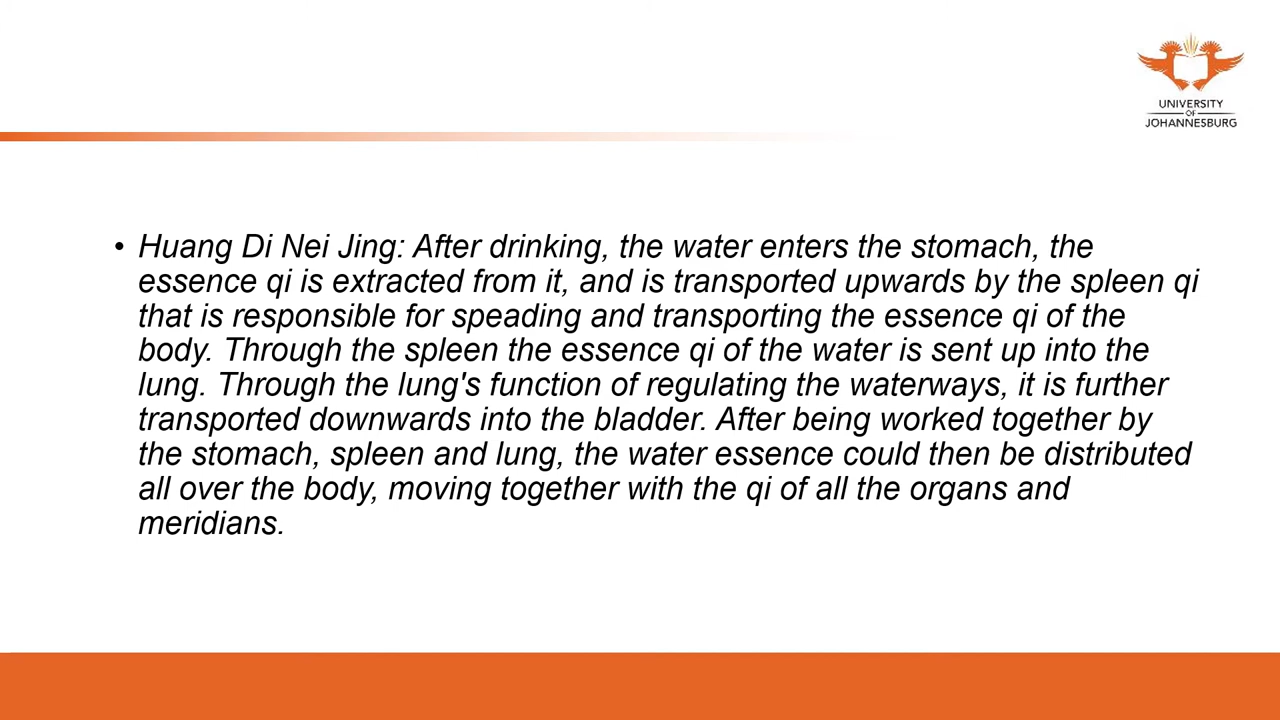 UNIVERSITY
OF
JOHANNESBURG
• Huang Di Nei Jing: After drinking, the water enters the stomach, the
essence qi is extracted from it, and is transported upwards by the spleen qi
that is responsible for speading and transporting the essence qi of the
body. Through the spleen the essence qi of the water is sent up into the
lung. Through the lung's function of regulating the waterways, it is further
transported downwards into the bladder. After being worked together by
the stomach, spleen and lung, the water essence could then be distributed
all over the body, moving together with the qi of all the organs and
meridians.